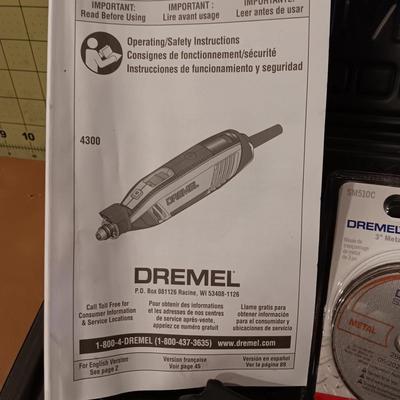 IMPORTANT:
Read Before Using
IMPORTANT :
Lire avant usage
IMPORTANTE:
Leer antes de usar
Operating/Safety Instructions
Consignes de fonctionnement/sécurité
Instrucciones de funcionamiento y seguridad
4300
DREMEL
DREMEL
P.O. Box 081126 Racine, WI 53408-1126
Call Toll Free for
Consumer Information
& Service Locations
Pour obtenir des informations
et les adresses de nos centres
de service après-vente,
appelez ce numéro gratuit
Llame gratis para
obtener información
para el consumidor y
ubicaciones de servicio
1-800-4-DREMEL (1-800-437-3635) www.dremel.com
For English Version
See page 2
Version française
Voir page 45
Versión en español
Ver la página 89
9
10
SM510C
DREMEL
3" Metal
METAL